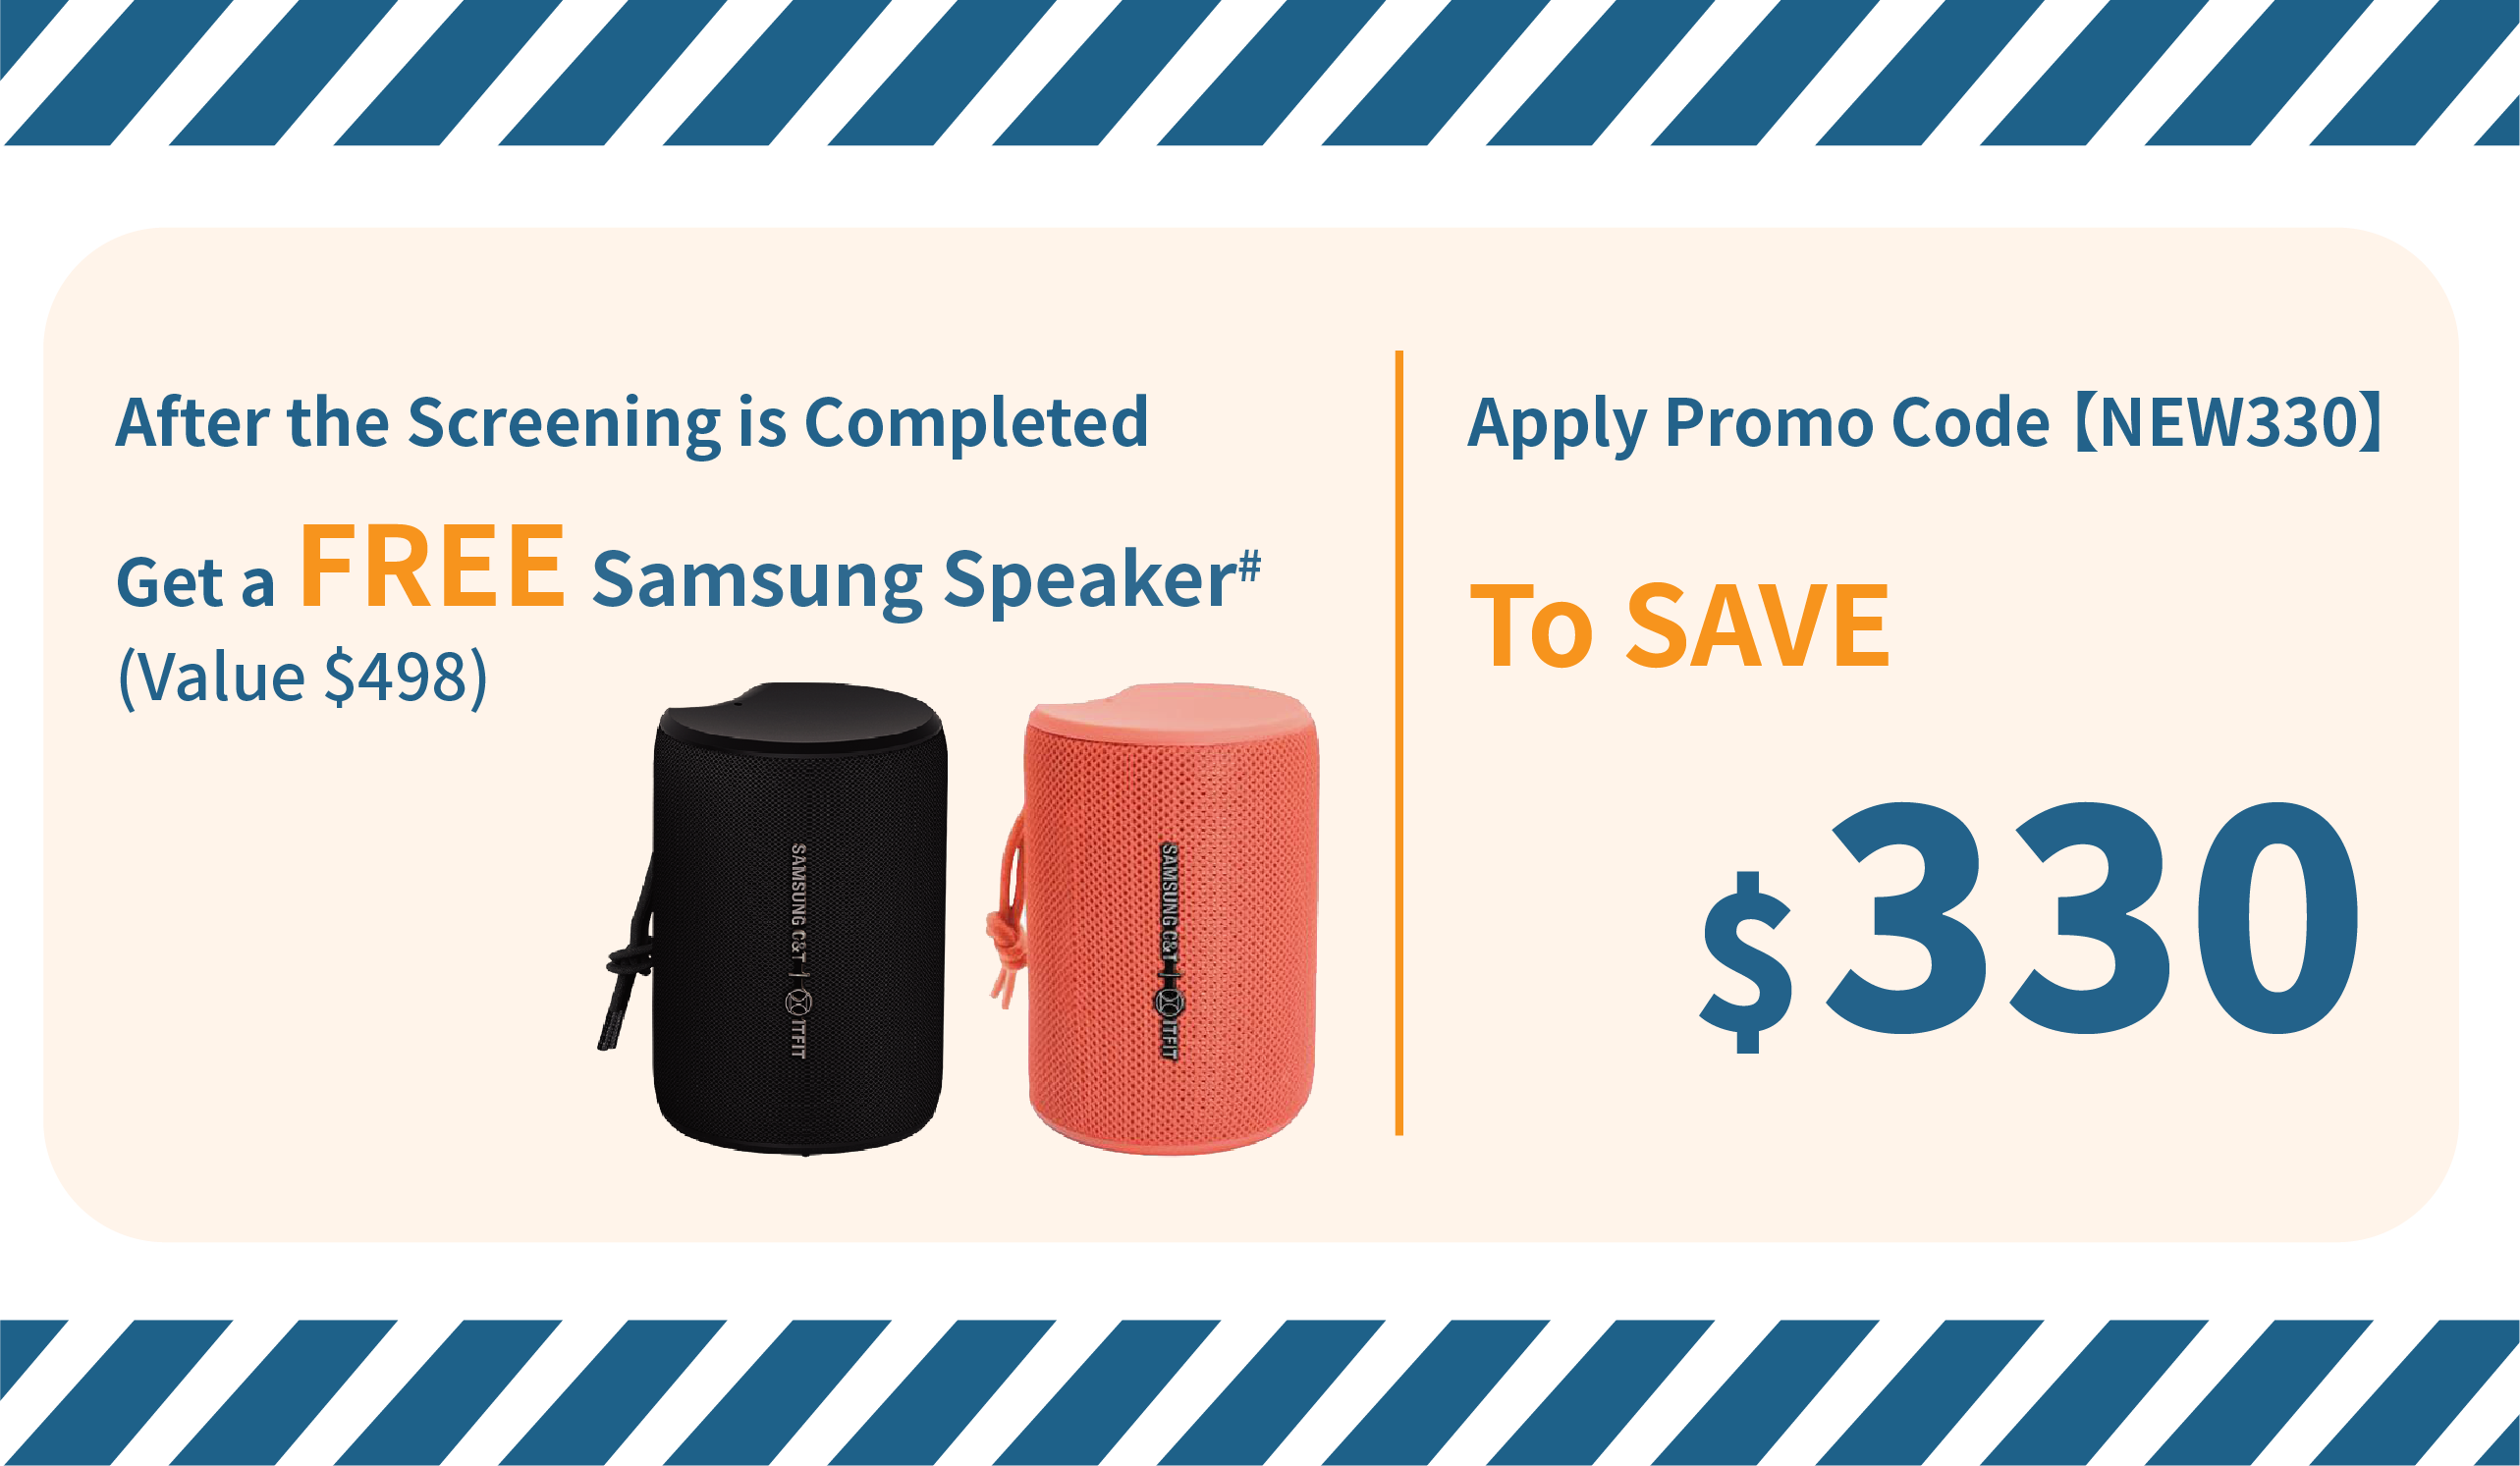 After the Screening is Completed
Get a FREE Samsung Speaker#
(Value $498)
SAMSUNG C&T | ITFIT
SAMSUNG C&T | ITFIT
Apply Promo Code【NEW330】
To SAVE
$330